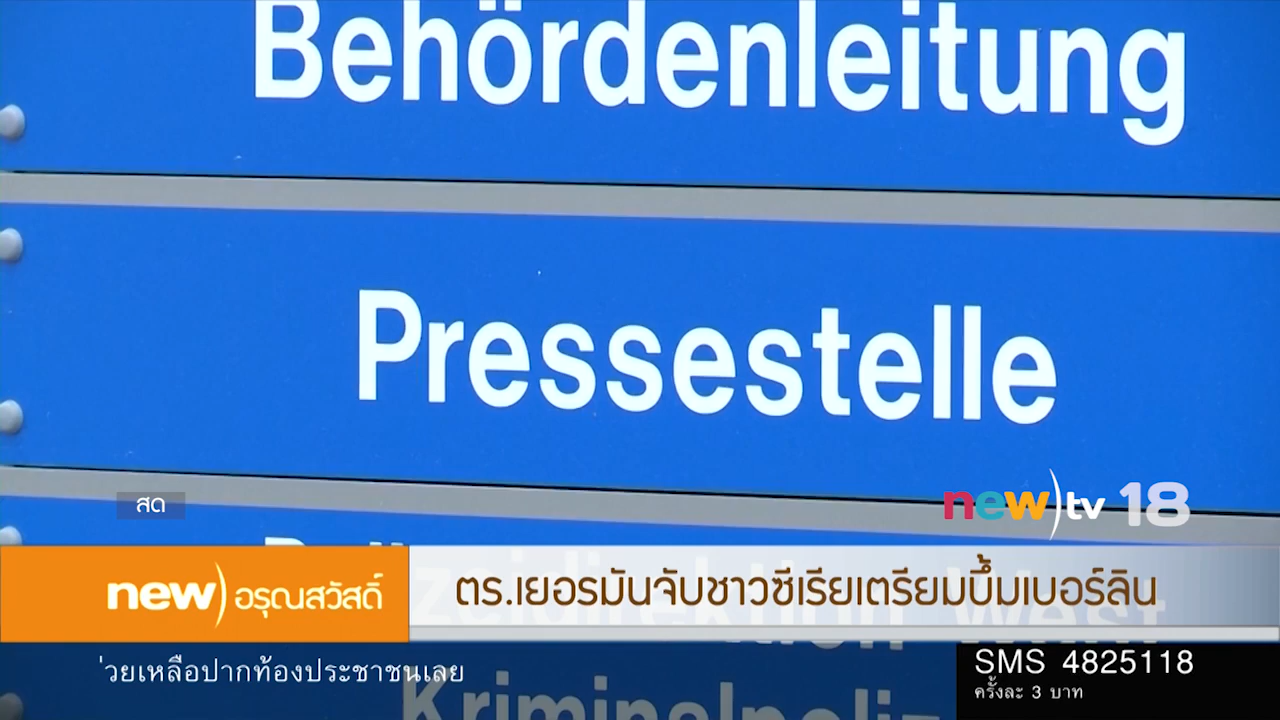 Behördenleitung
Pressestelle
สด
new)tv 18
new)อรุณสวัสดิ์
ตร.เยอรมันจับชาวซีเรียเตรียมบึ้มเบอร์ลิน
West
่วยเหลือปากท้องประชาชนเลย
SMS 4825118
ครั้งละ 3 บาท